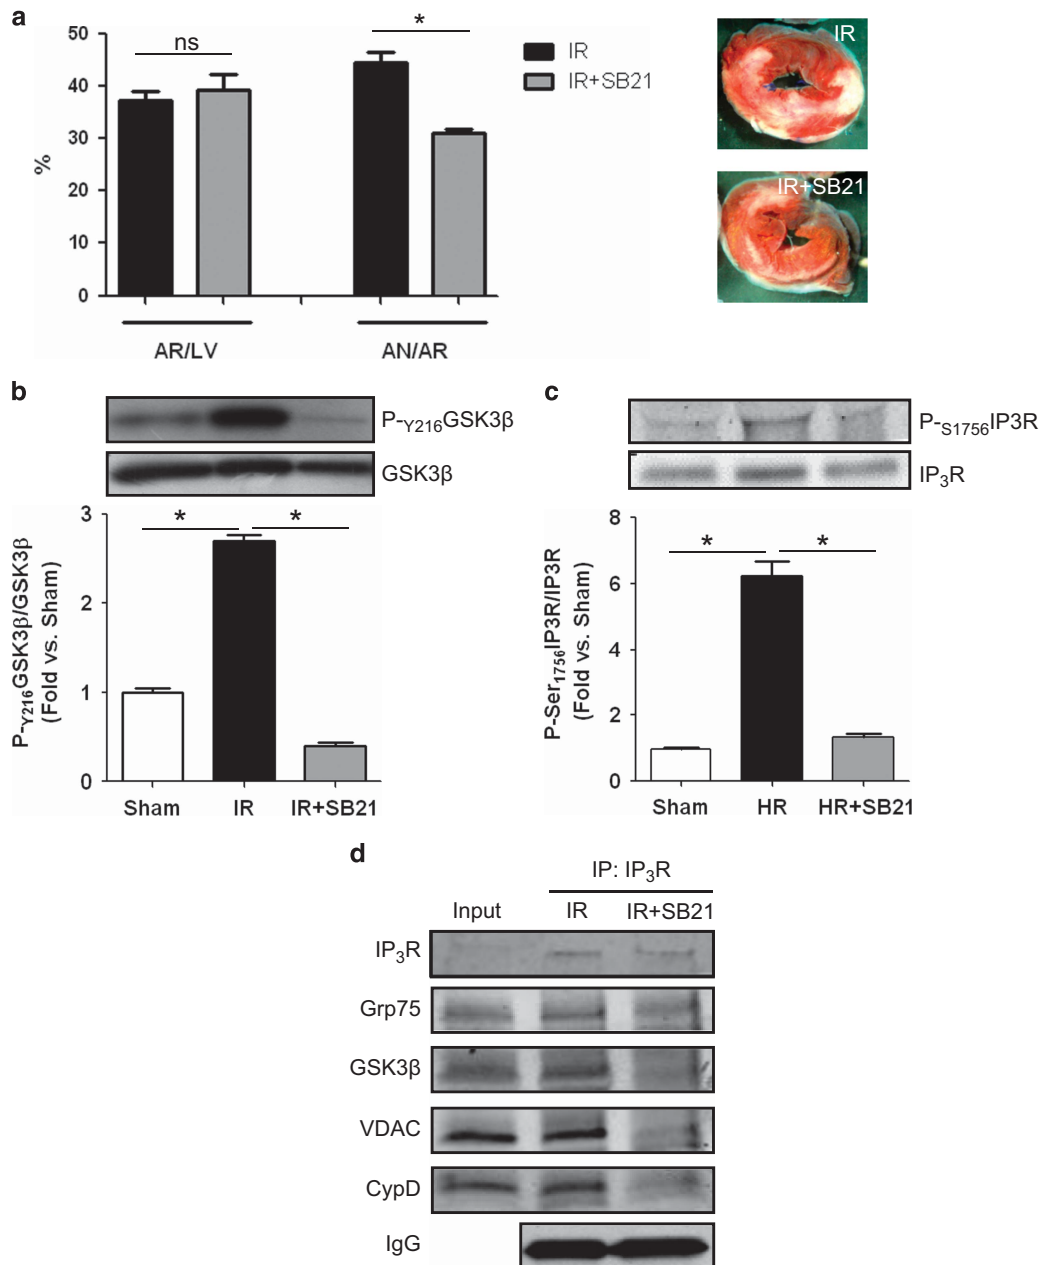 a
50
40
30
20
10
0
%
ns
*
IR
IR+SB21
AR/LV
AN/AR
IR
IR+SB21
b
P-Y216GSK3β
GSK3β
3
2
1
0
P-Y216GSK3β/GSK3β
(Fold vs. Sham)
*
*
Sham
IR
IR+SB21
c
P-S1756IP3R
IP3R
8
6
4
2
0
P-Ser1756IP3R/IP3R
(Fold vs. Sham)
*
*
Sham
HR
HR+SB21
d
IP: IP3R
Input
IR
IR+SB21
IP3R
Grp75
GSK3β
VDAC
CypD
IgG